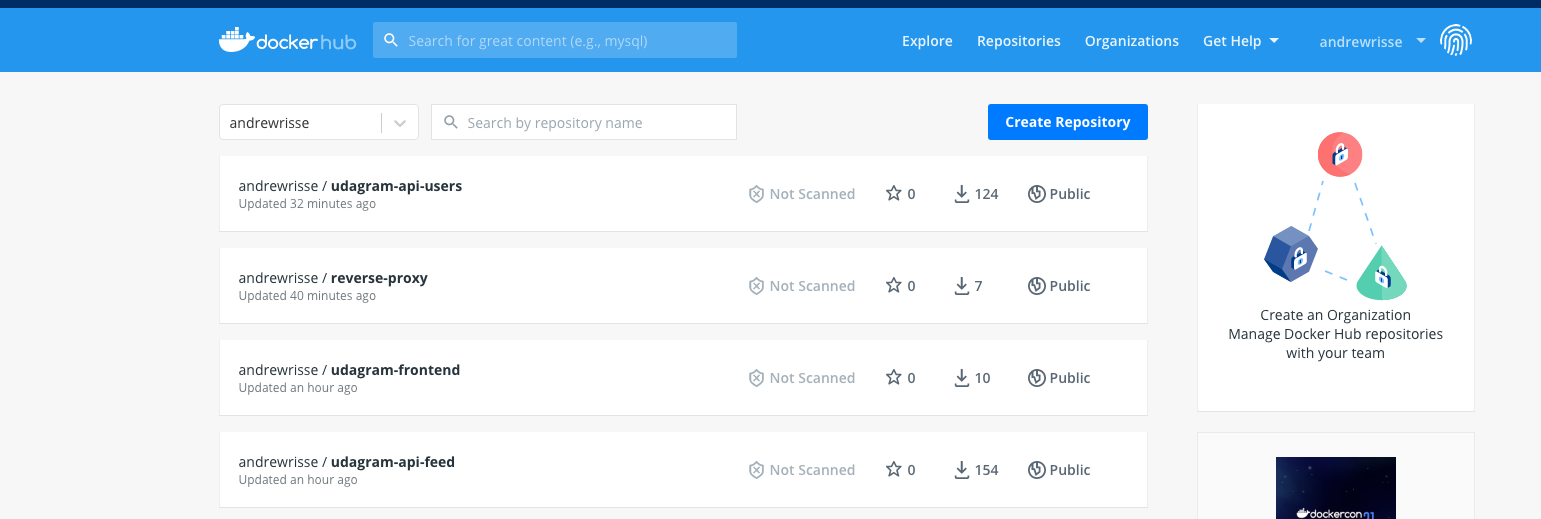 dockerhub
Search for great content (e.g., mysql)
Explore
Repositories
Organizations
Get Help
andrewrisse
andrewrisse
Search by repository name
Create Repository
andrewrisse / udagram-api-users
Updated 32 minutes ago
Not Scanned
0
124
Public
andrewrisse / reverse-proxy
Updated 40 minutes ago
Not Scanned
0
7
Public
andrewrisse / udagram-frontend
Updated an hour ago
Not Scanned
0
10
Public
andrewrisse / udagram-api-feed
Updated an hour ago
Not Scanned
0
154
Public
Create an Organization
Manage Docker Hub repositories
with your team
dockercon21